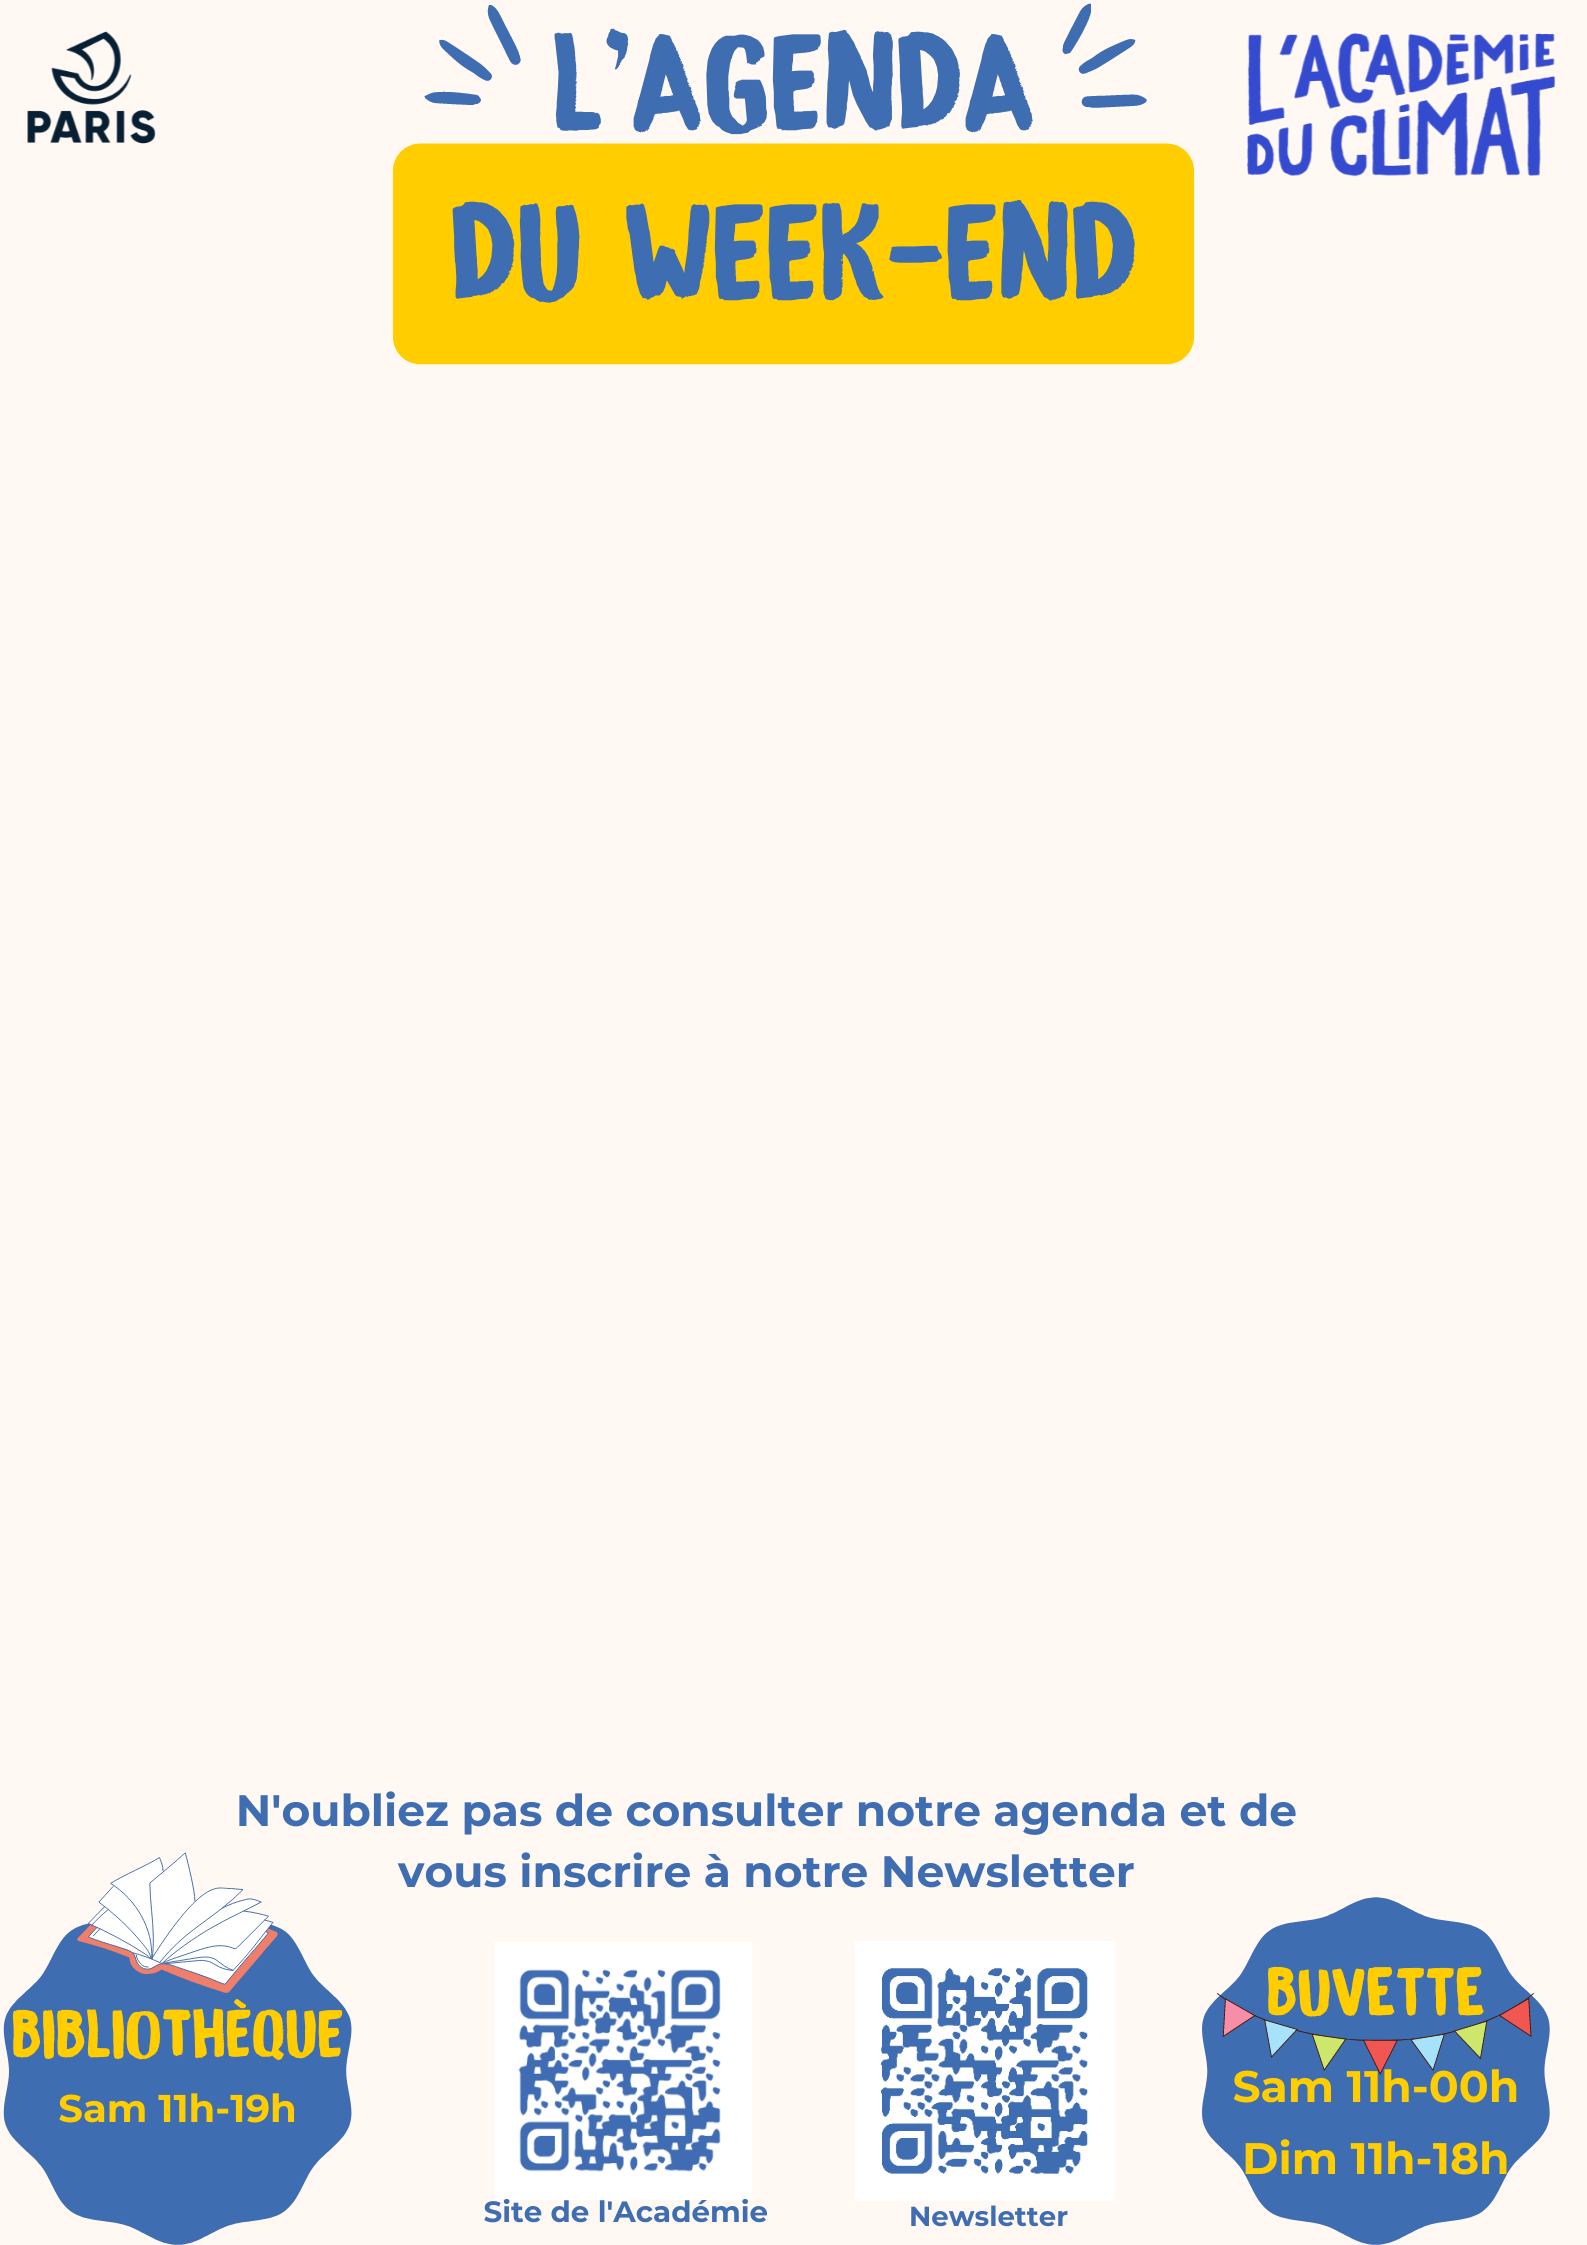 PARIS
L'AGENDA
DU WEEK-END
L'ACADÉMIE
DU CLIMAT
N'oubliez pas de consulter notre agenda et de
vous inscrire à notre Newsletter
BIBLIOTHÈQUE
Sam 11h-19h
Site de l'Académie
Newsletter
BUVETTE
Sam 11h-00h
Dim 11h-18h